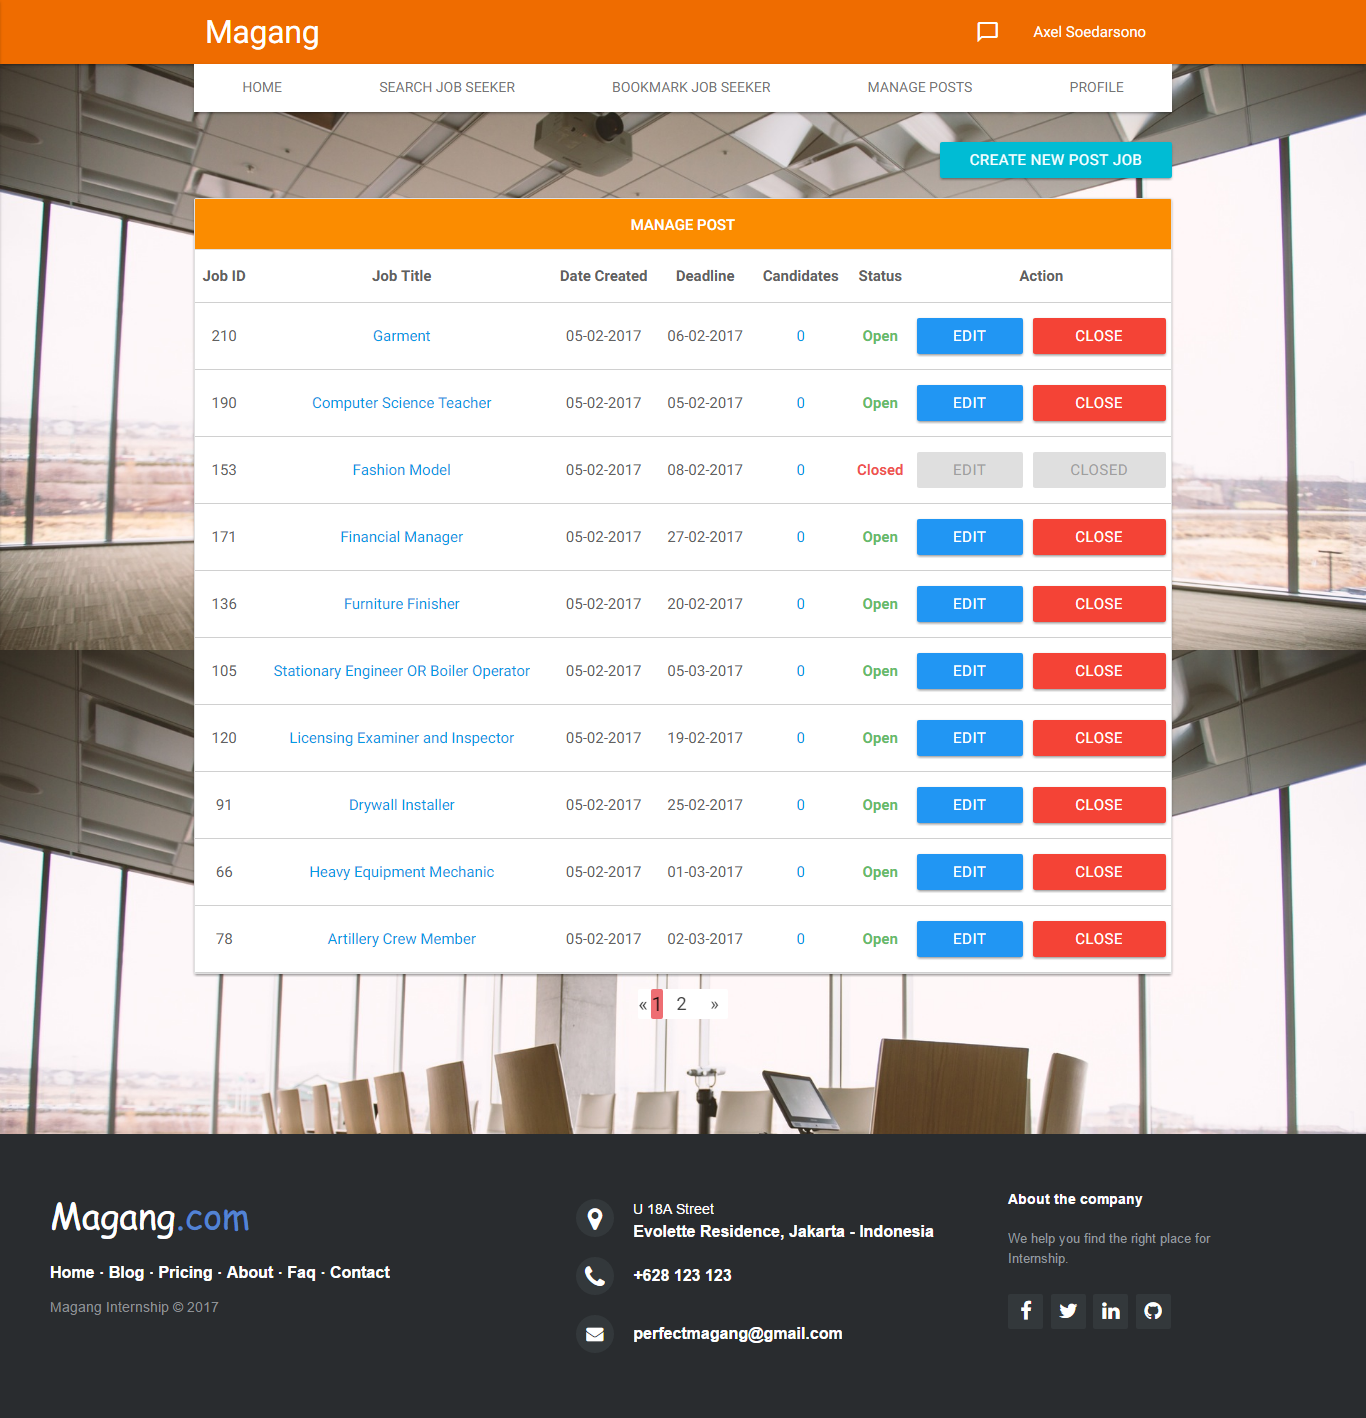 Magang
Axel Soedarsono
HOME SEARCH JOB SEEKER BOOKMARK JOB SEEKER MANAGE POSTS PROFILE
CREATE NEW POST JOB
MANAGE POST
Job ID Job Title Date Created Deadline Candidates Status Action
210 Garment 05-02-2017 06-02-2017 0 Open EDIT CLOSE
190 Computer Science Teacher 05-02-2017 05-02-2017 0 Open EDIT CLOSE
153 Fashion Model 05-02-2017 08-02-2017 0 Closed EDIT CLOSED
171 Financial Manager 05-02-2017 27-02-2017 0 Open EDIT CLOSE
136 Furniture Finisher 05-02-2017 20-02-2017 0 Open EDIT CLOSE
105 Stationary Engineer OR Boiler Operator 05-02-2017 05-03-2017 0 Open EDIT CLOSE
120 Licensing Examiner and Inspector 05-02-2017 19-02-2017 0 Open EDIT CLOSE
91 Drywall Installer 05-02-2017 25-02-2017 0 Open EDIT CLOSE
66 Heavy Equipment Mechanic 05-02-2017 01-03-2017 0 Open EDIT CLOSE
78 Artillery Crew Member 05-02-2017 02-03-2017 0 Open EDIT CLOSE
« 1 2 »
Magang.com
Home · Blog · Pricing · About · Faq · Contact
Magang Internship © 2017
U 18A Street
Evolette Residence, Jakarta - Indonesia
+628 123 123
perfectmagang@gmail.com
About the company
We help you find the right place for
Internship.